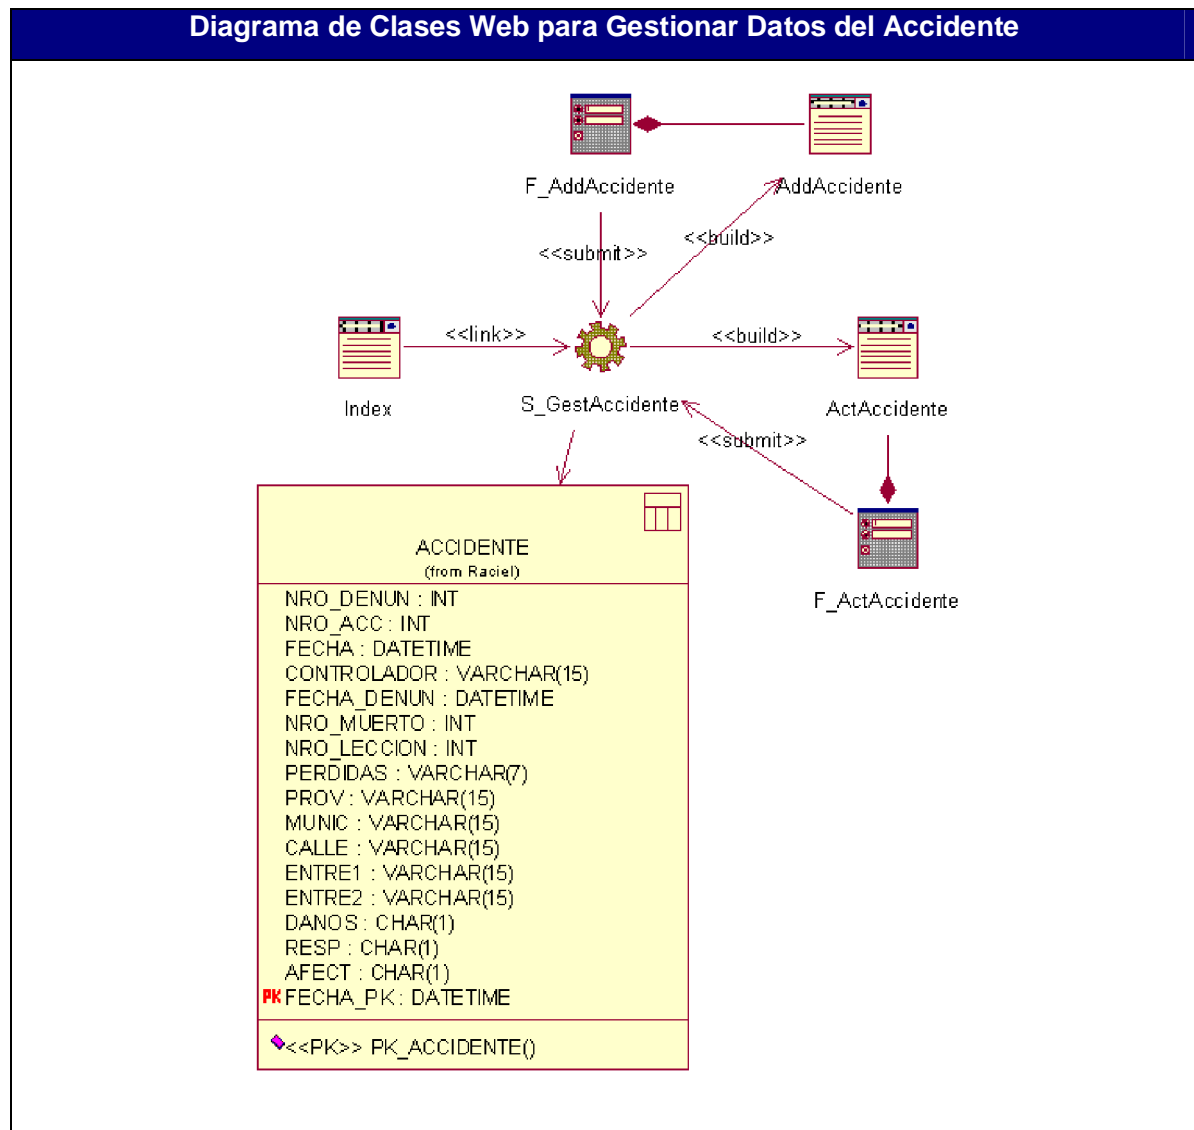 Diagrama de Clases Web para Gestionar Datos del Accidente
F_AddAccidente
AddAccidente
<<submit>>
<<build>>
<<link>>
<<build>>
Index
S_GestAccidente
ActAccidente
<<submit>>
F_ActAccidente
ACCIDENTE
(from Raciel)
NRO_DENUN : INT
NRO_ACC : INT
FECHA : DATETIME
CONTROLADOR : VARCHAR(15)
FECHA_DENUN : DATETIME
NRO_MUERTO : INT
NRO_LECCION : INT
PERDIDAS : VARCHAR(7)
PROV : VARCHAR(15)
MUNIC : VARCHAR(15)
CALLE : VARCHAR(15)
ENTRE1 : VARCHAR(15)
ENTRE2 : VARCHAR(15)
DANOS : CHAR(1)
RESP : CHAR(1)
AFECT : CHAR(1)
PK FECHA_PK : DATETIME
<<PK>> PK_ACCIDENTE()